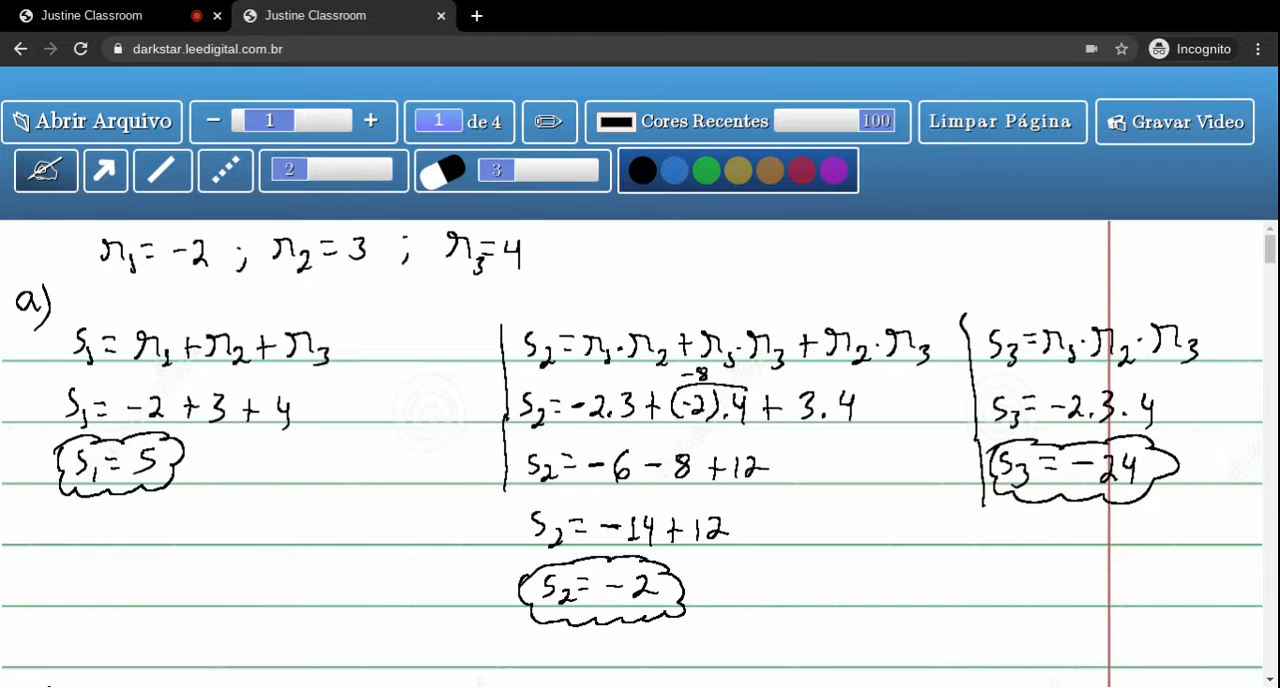 Justine Classroom
Justine Classroom
darkstar.leedigital.com.br
Incognito
Abrir Arquivo
− 1 +
1 de 4
Cores Recentes
100
Limpar Página
Gravar Video
2
3
r₁ = -2 ; r₂ = 3 ; r₃ = 4
a)
S₁ = r₁ + r₂ + r₃
S₁ = -2 + 3 + 4
S₁ = 5
S₂ = r₁·r₂ + r₁·r₃ + r₂·r₃
-8
S₂ = -2.3 + (-2).4 + 3.4
S₂ = -6 - 8 + 12
S₂ = -14 + 12
S₂ = -2
S₃ = r₁·r₂·r₃
S₃ = -2.3.4
S₃ = -24